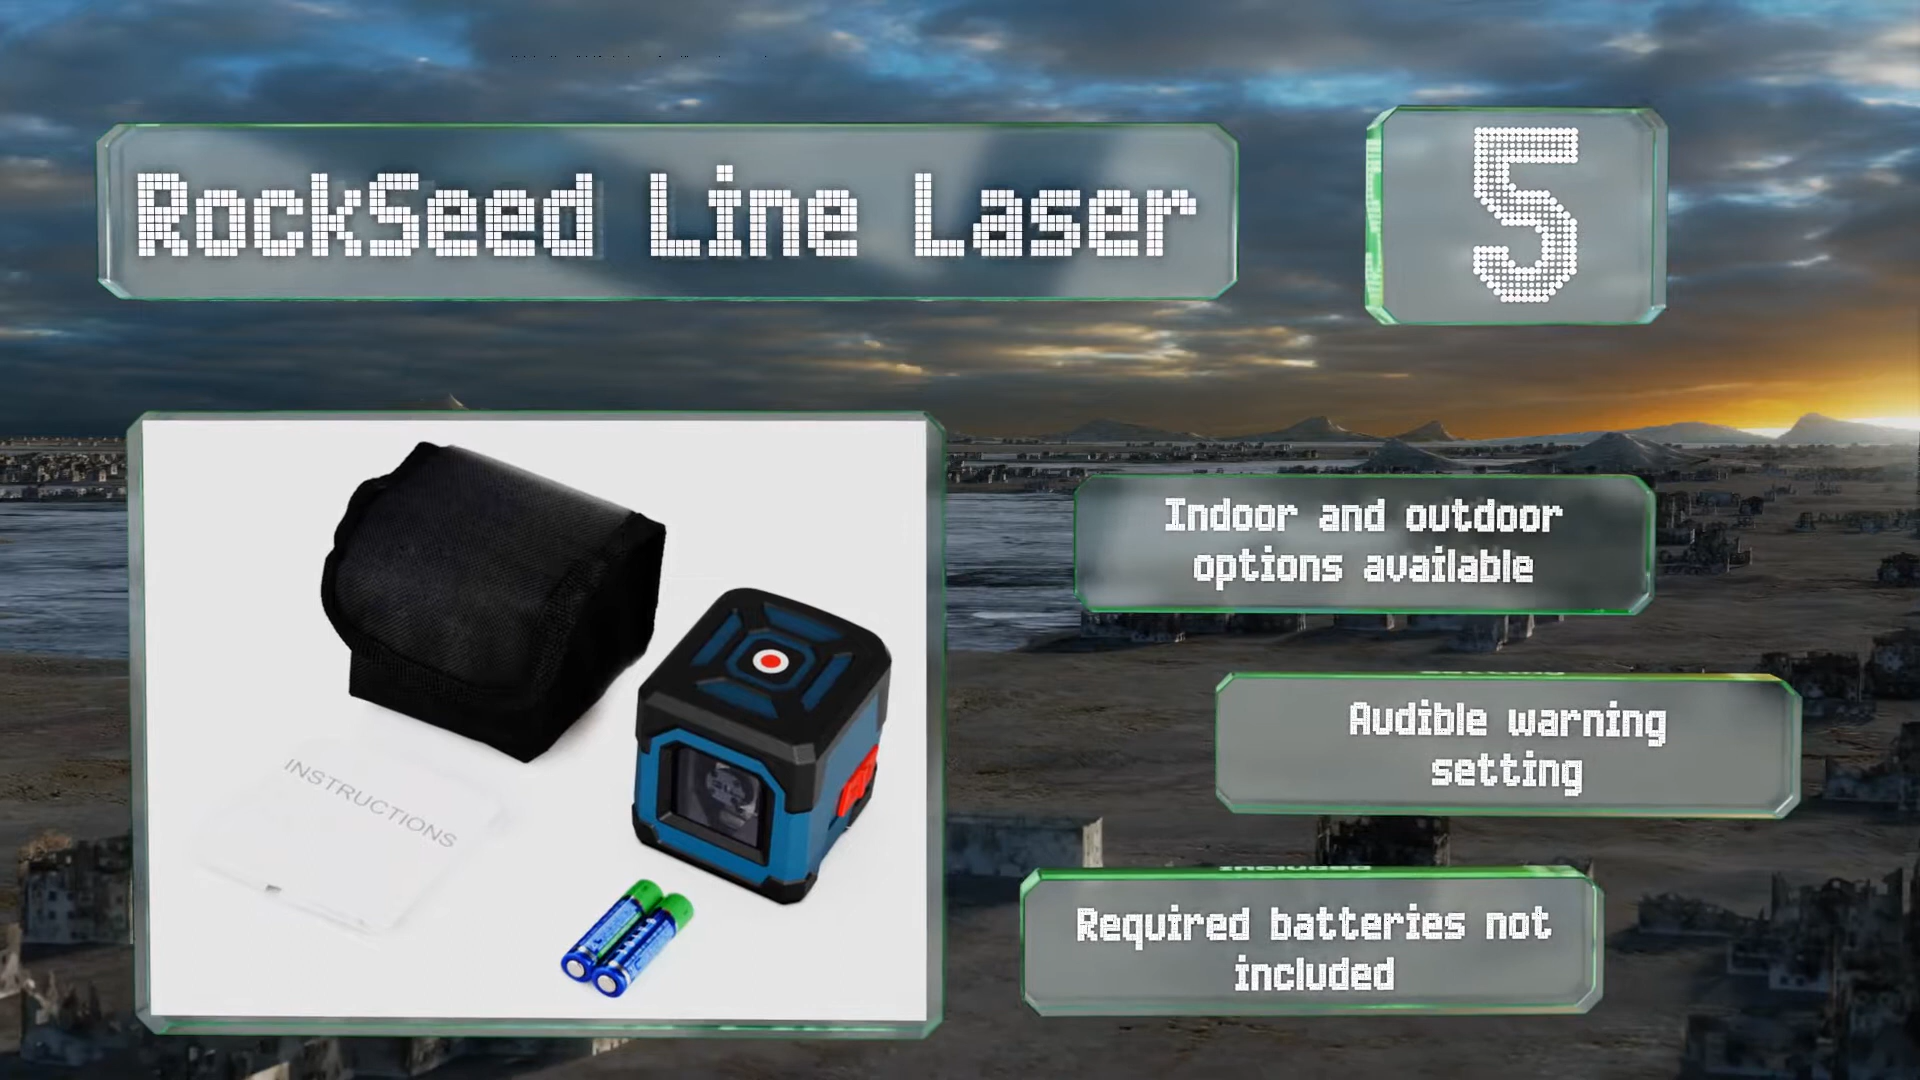 RockSeed Line Laser
5
Indoor and outdoor
options available
Audible warning
setting
Required batteries not
included
INSTRUCTIONS